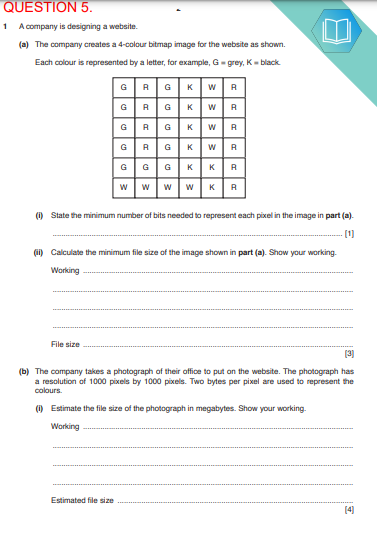 QUESTION 5.
1 A company is designing a website.
(a) The company creates a 4-colour bitmap image for the website as shown.
Each colour is represented by a letter, for example, G = grey, K = black.
G R G K W R
G R G K W R
G R G K W R
G R G K W R
G G G K K R
W W W W K R
(i) State the minimum number of bits needed to represent each pixel in the image in part (a).
[1]
(ii) Calculate the minimum file size of the image shown in part (a). Show your working.
Working
File size
[3]
(b) The company takes a photograph of their office to put on the website. The photograph has
a resolution of 1000 pixels by 1000 pixels. Two bytes per pixel are used to represent the
colours.
(i) Estimate the file size of the photograph in megabytes. Show your working.
Working
Estimated file size
[4]